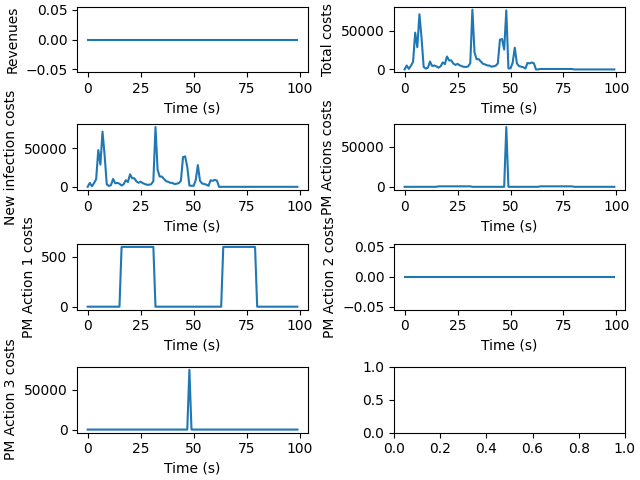 Revenues
0.05
0.00
−0.05
0 25 50 75 100
Time (s)
Total costs
50000
0
0 25 50 75 100
Time (s)
New infection costs
50000
0
0 25 50 75 100
Time (s)
PM Actions costs
50000
0
0 25 50 75 100
Time (s)
PM Action 1 costs
500
0
0 25 50 75 100
Time (s)
PM Action 2 costs
0.05
0.00
−0.05
0 25 50 75 100
Time (s)
PM Action 3 costs
50000
0
0 25 50 75 100
Time (s)
1.0
0.5
0.0
0.0 0.2 0.4 0.6 0.8 1.0